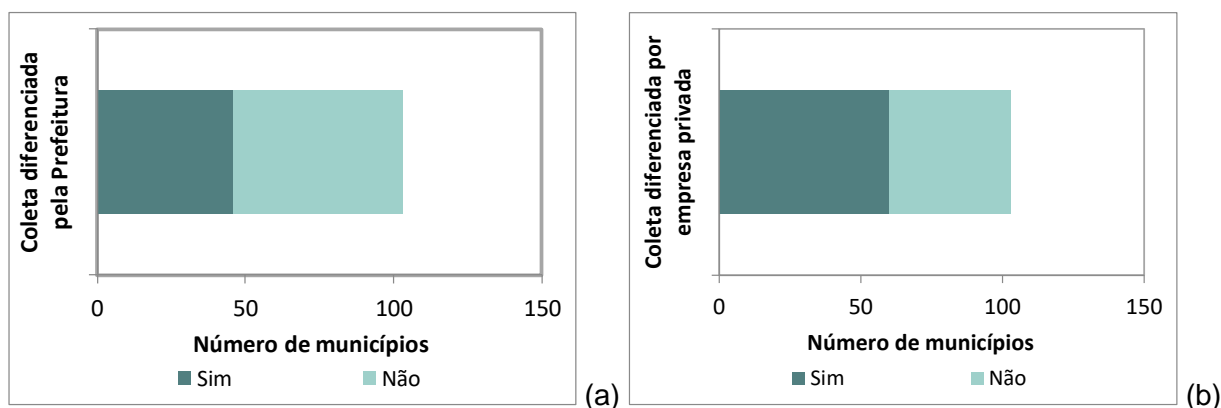 Coleta diferenciada
pela Prefeitura
0 50 100 150
Número de municípios
Sim Não
(a)
Coleta diferenciada por
empresa privada
0 50 100 150
Número de municípios
Sim Não
(b)